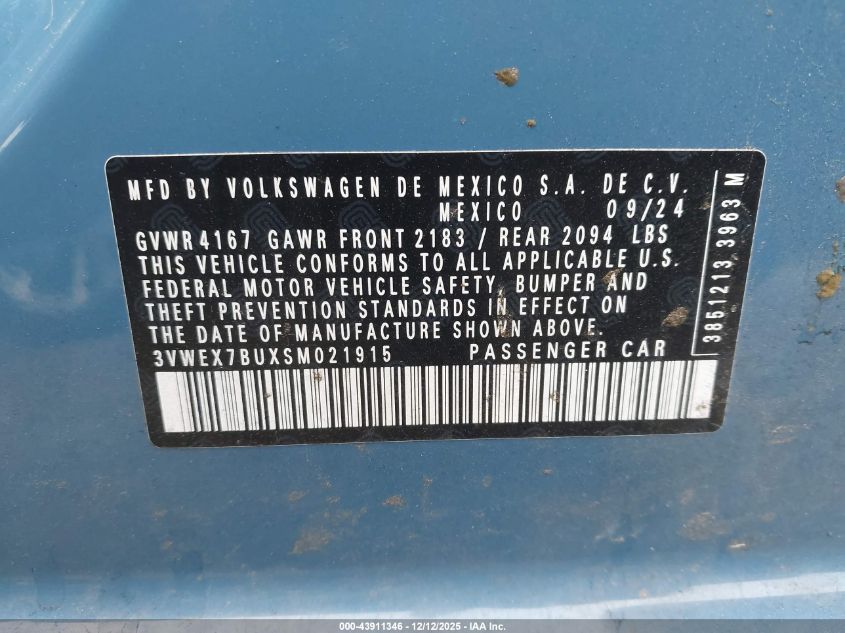 MFD BY VOLKSWAGEN DE MEXICO S.A. DE C.V.
MEXICO 09/24
GVWR 4167 GAWR FRONT 2183 / REAR 2094 LBS
THIS VEHICLE CONFORMS TO ALL APPLICABLE U.S.
FEDERAL MOTOR VEHICLE SAFETY, BUMPER AND
THEFT PREVENTION STANDARDS IN EFFECT ON
THE DATE OF MANUFACTURE SHOWN ABOVE.
3VWEX7BUXSM021915 PASSENGER CAR
3851213 3963 M
000-43911346 - 12/12/2025 - IAA Inc.